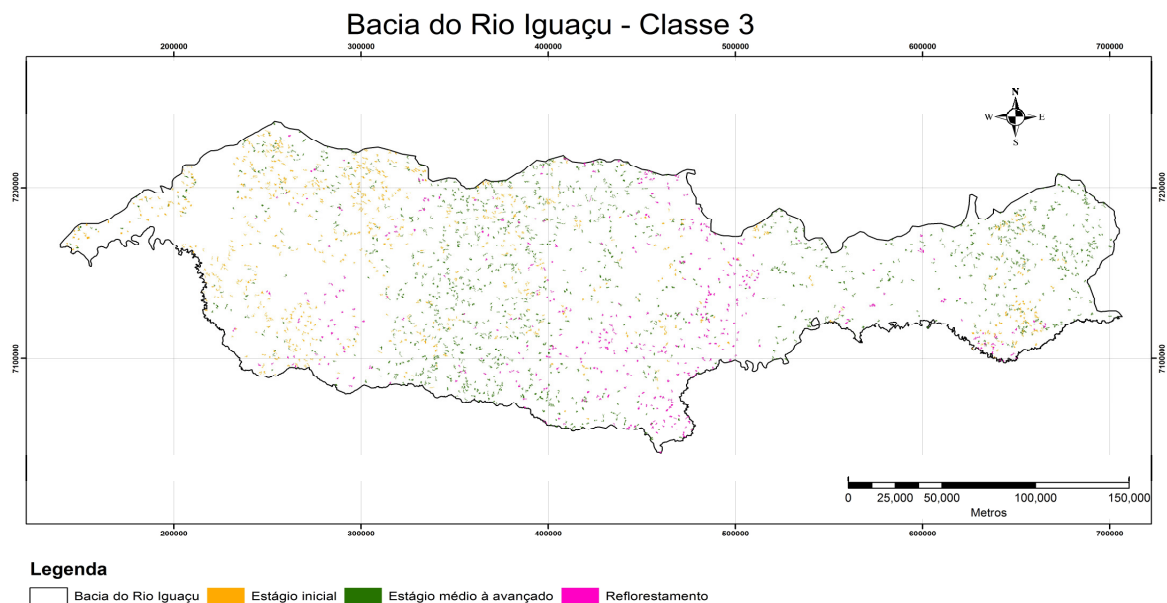 Bacia do Rio Iguaçu - Classe 3
200000 300000 400000 500000 600000 700000
N
W E
S
7200000 7200000
7100000 7100000
0 25,000 50,000 100,000 150,000
Metros
200000 300000 400000 500000 600000 700000
Legenda
Bacia do Rio Iguaçu Estágio inicial Estágio médio à avançado Reflorestamento